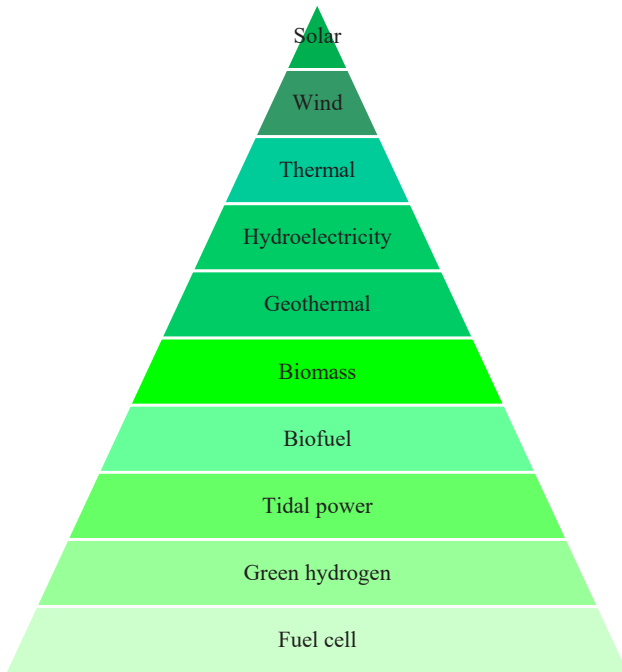 Solar
Wind
Thermal
Hydroelectricity
Geothermal
Biomass
Biofuel
Tidal power
Green hydrogen
Fuel cell